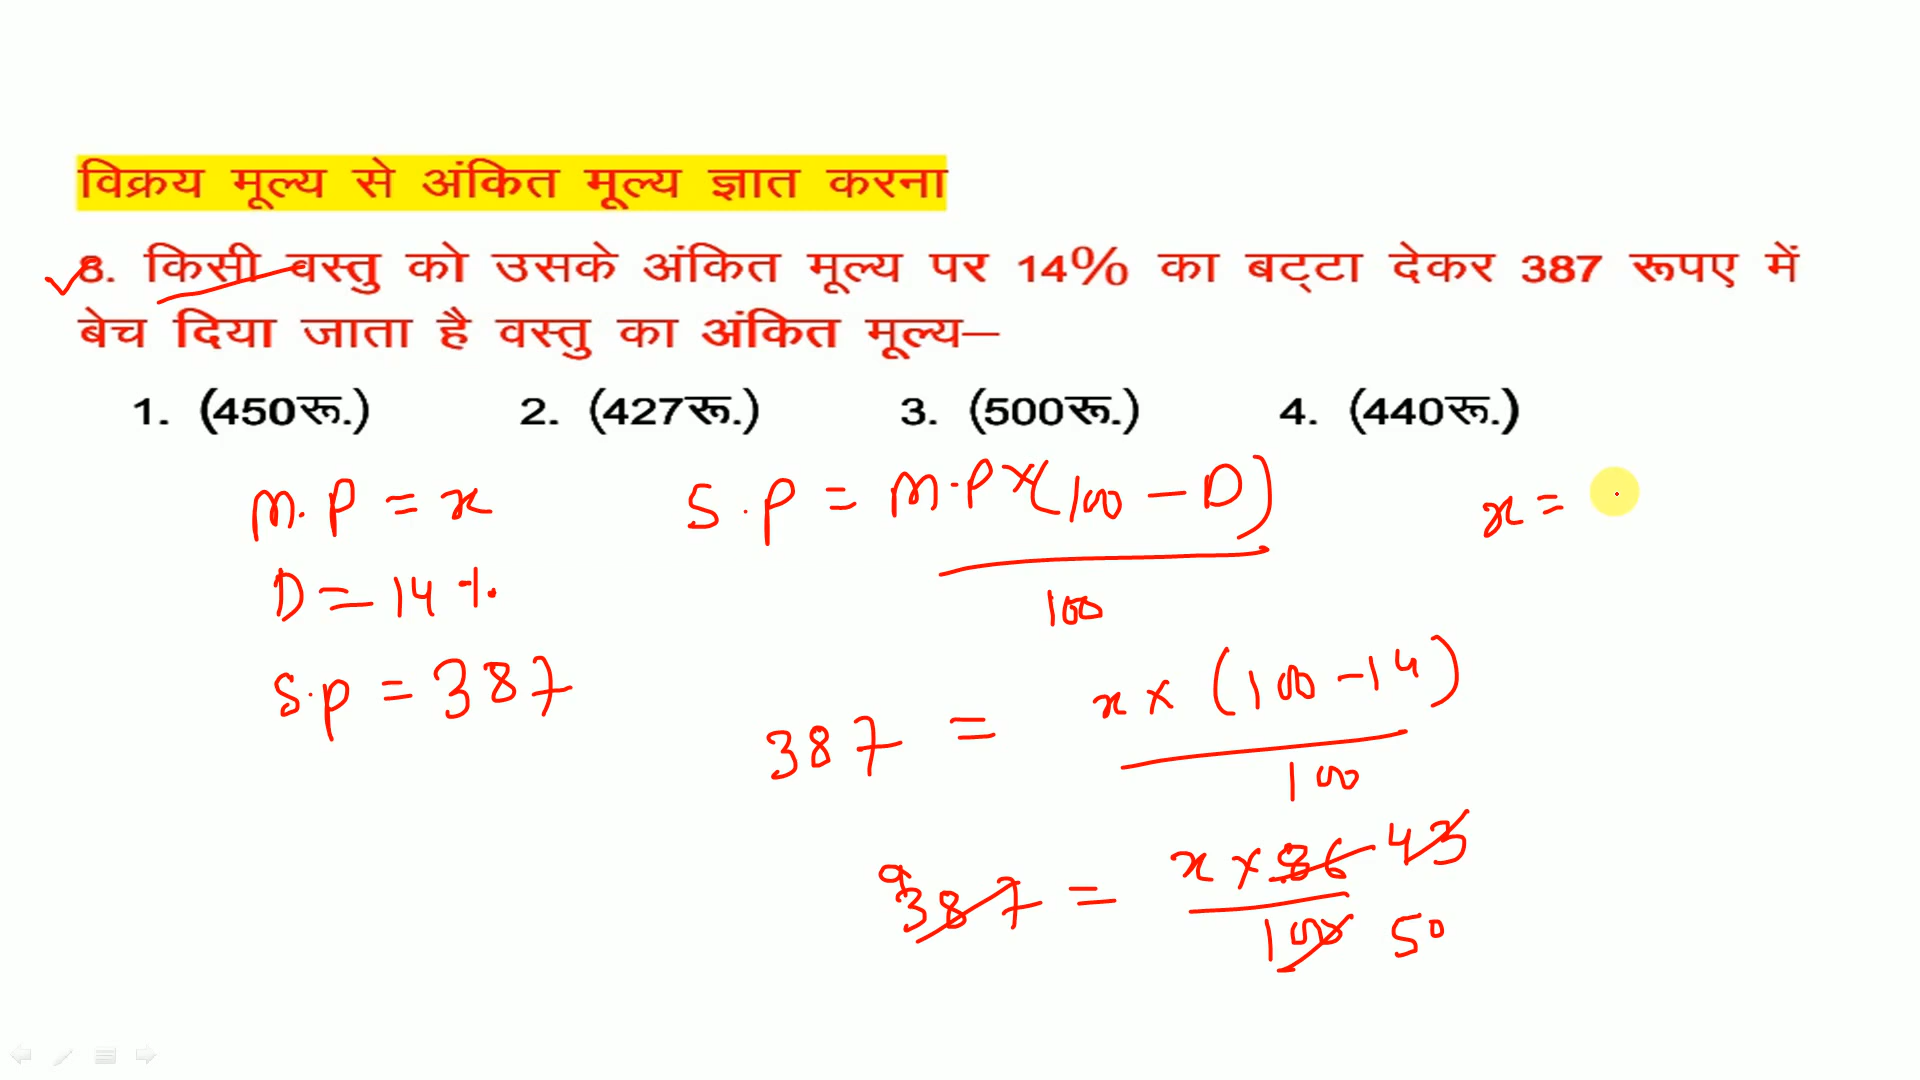 विक्रय मूल्य से अंकित मूल्य ज्ञात करना
8. किसी वस्तु को उसके अंकित मूल्य पर 14% का बट्टा देकर 387 रूपए में
बेच दिया जाता है वस्तु का अंकित मूल्य–
1. (450रू.) 2. (427रू.) 3. (500रू.) 4. (440रू.)
M.P = x
D = 14 %
S.P = 387
S.P = M.P × (100 - D)
100
387 = x × (100 - 14)
100
9
387 = x × 86 43
100 50
x =